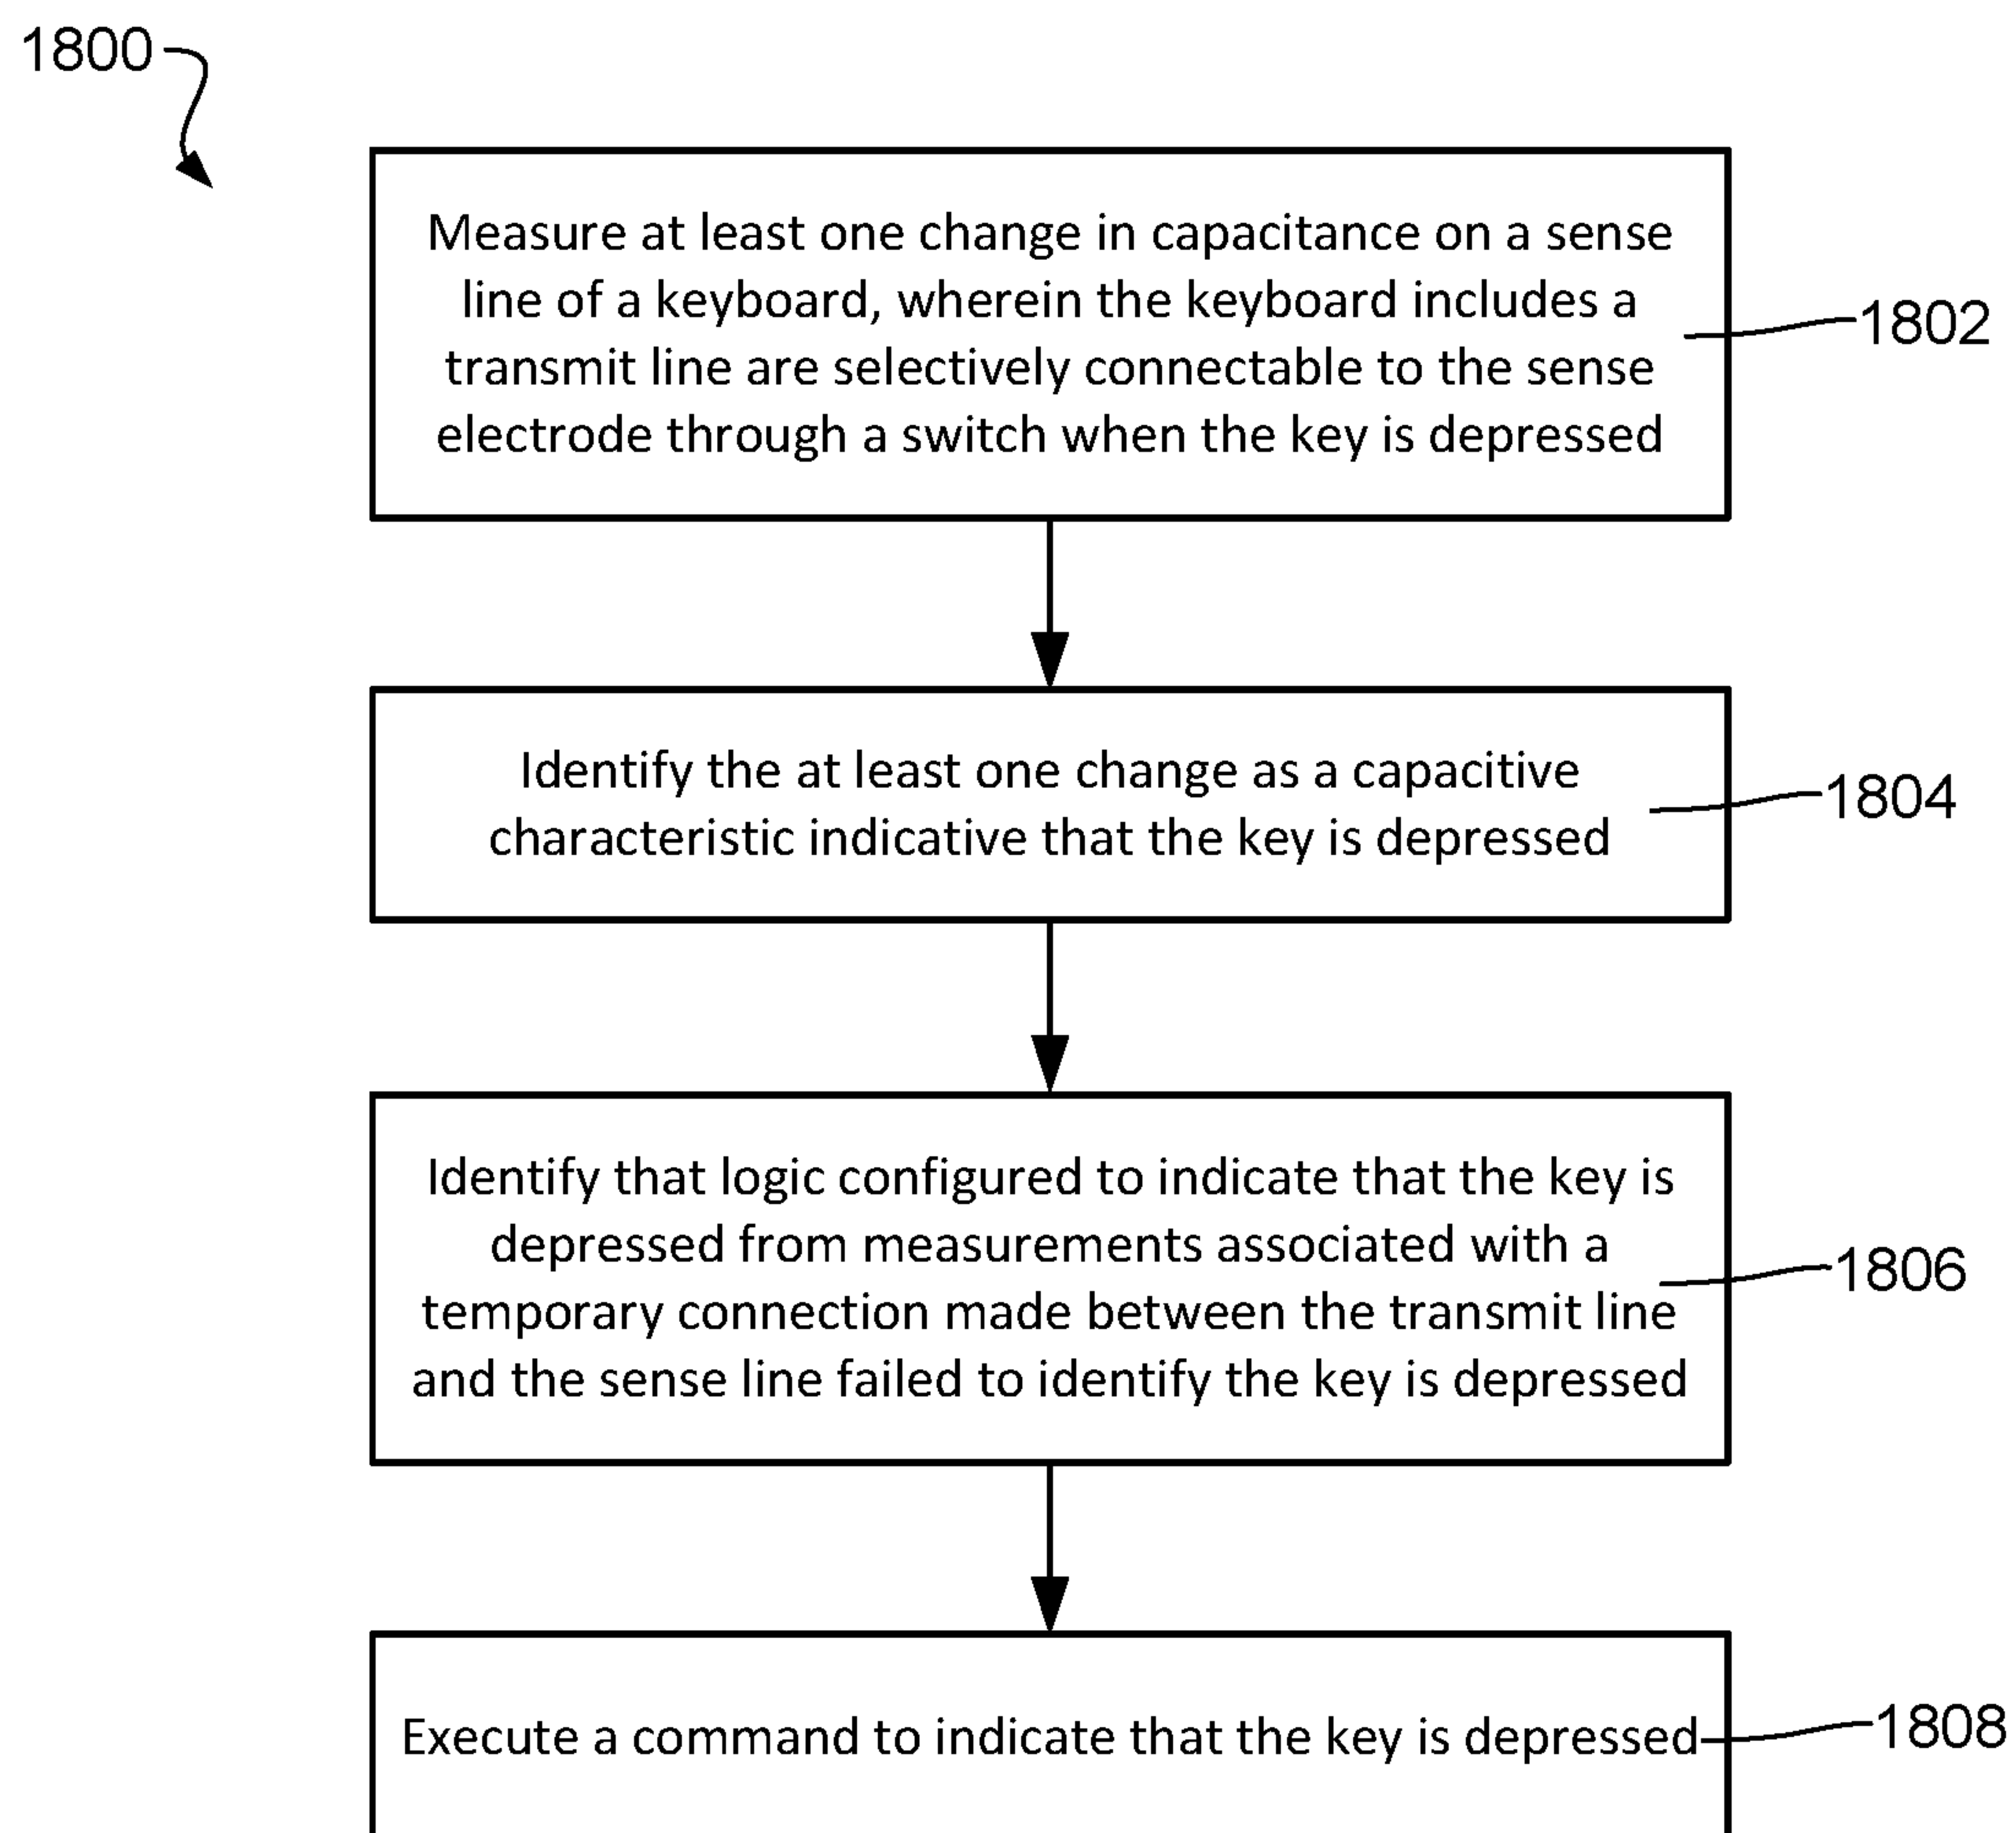 1800
Measure at least one change in capacitance on a sense
line of a keyboard, wherein the keyboard includes a
transmit line are selectively connectable to the sense
electrode through a switch when the key is depressed
1802
Identify the at least one change as a capacitive
characteristic indicative that the key is depressed
1804
Identify that logic configured to indicate that the key is
depressed from measurements associated with a
temporary connection made between the transmit line
and the sense line failed to identify the key is depressed
1806
Execute a command to indicate that the key is depressed
1808